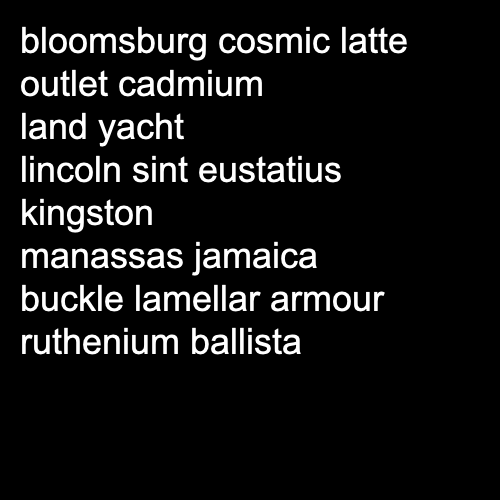 bloomsburg cosmic latte
outlet cadmium
land yacht
lincoln sint eustatius
kingston
manassas jamaica
buckle lamellar armour
ruthenium ballista